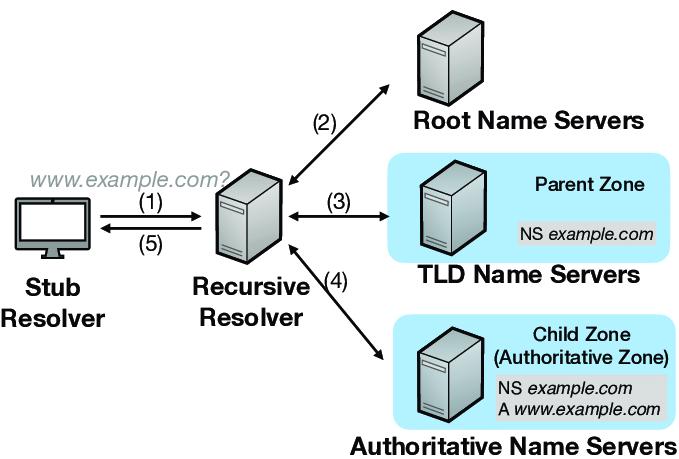 www.example.com?
(1)
(5)
Stub
Resolver
Recursive
Resolver
(2)
(3)
(4)
Root Name Servers
Parent Zone
NS example.com
TLD Name Servers
Child Zone
(Authoritative Zone)
NS example.com
A www.example.com
Authoritative Name Servers